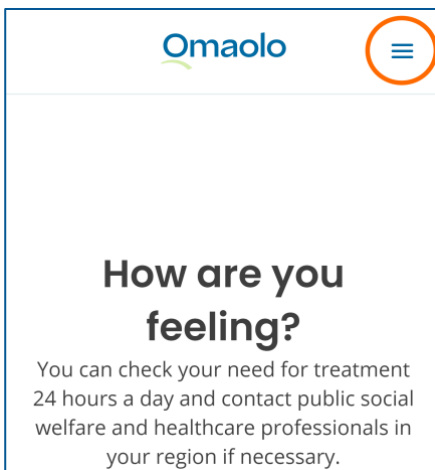 Omaolo
How are you
feeling?
You can check your need for treatment
24 hours a day and contact public social
welfare and healthcare professionals in
your region if necessary.